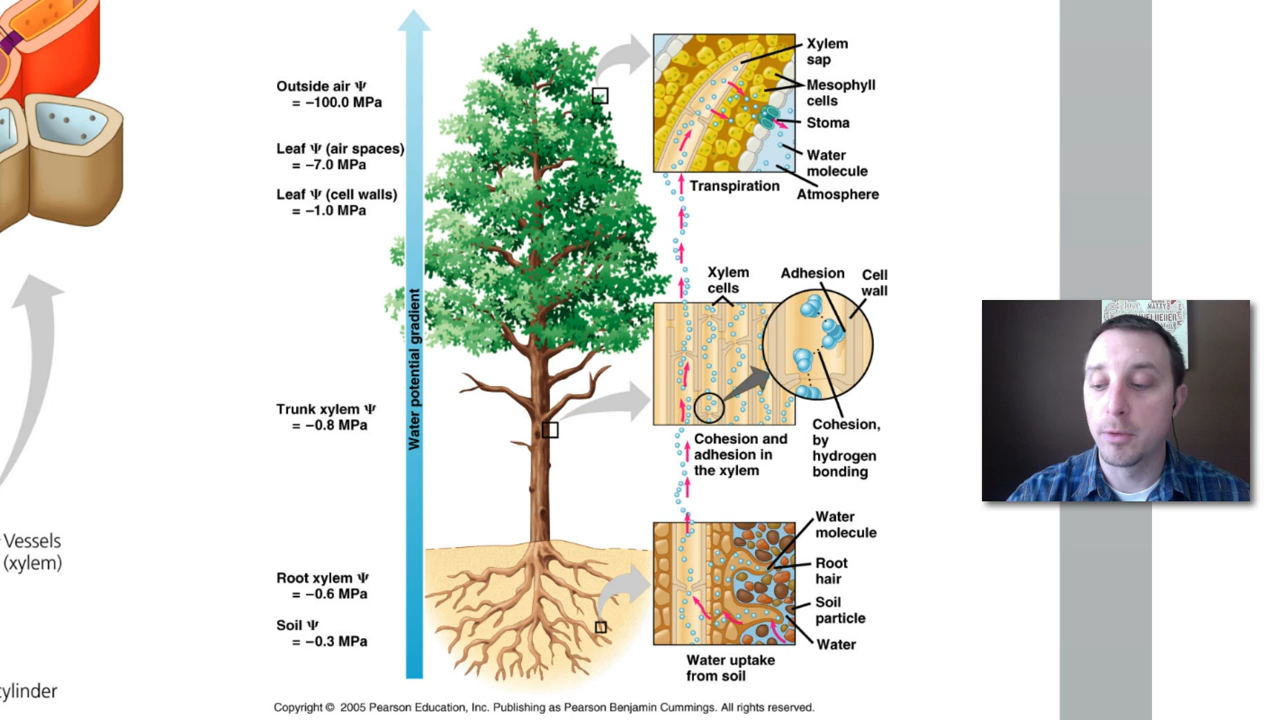 Outside air Ψ
= −100.0 MPa
Leaf Ψ (air spaces)
= −7.0 MPa
Leaf Ψ (cell walls)
= −1.0 MPa
Trunk xylem Ψ
= −0.8 MPa
Root xylem Ψ
= −0.6 MPa
Soil Ψ
= −0.3 MPa
Water potential gradient
Xylem
sap
Mesophyll
cells
Stoma
Water
molecule
Atmosphere
Transpiration
Xylem
cells
Adhesion
Cell
wall
Cohesion and
adhesion in
the xylem
Cohesion,
by
hydrogen
bonding
Water
molecule
Root
hair
Soil
particle
Water
Water uptake
from soil
Vessels
(xylem)
cylinder
Copyright © 2005 Pearson Education, Inc. Publishing as Pearson Benjamin Cummings. All rights reserved.